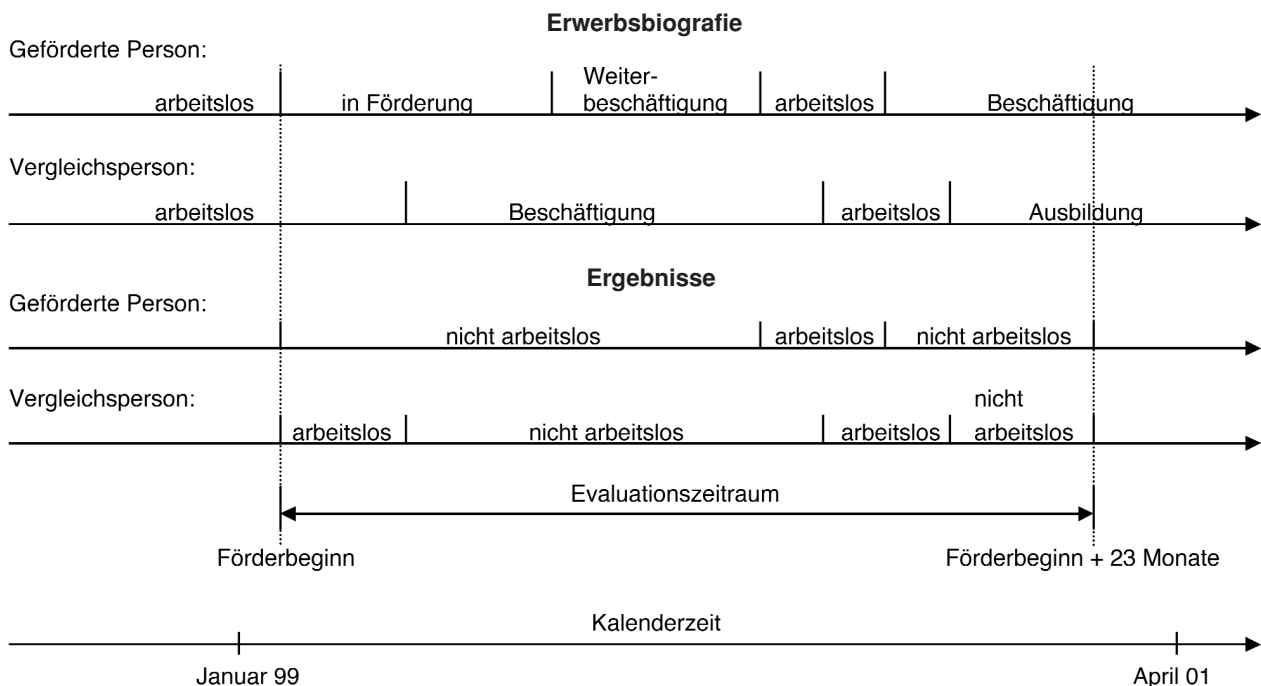 Erwerbsbiografie
Geförderte Person:
arbeitslos in Förderung Weiter-
beschäftigung arbeitslos Beschäftigung
Vergleichsperson:
arbeitslos Beschäftigung arbeitslos Ausbildung
Ergebnisse
Geförderte Person:
nicht arbeitslos arbeitslos nicht arbeitslos
Vergleichsperson:
arbeitslos nicht arbeitslos arbeitslos nicht
arbeitslos
Evaluationszeitraum
Förderbeginn Förderbeginn + 23 Monate
Kalenderzeit
Januar 99 April 01